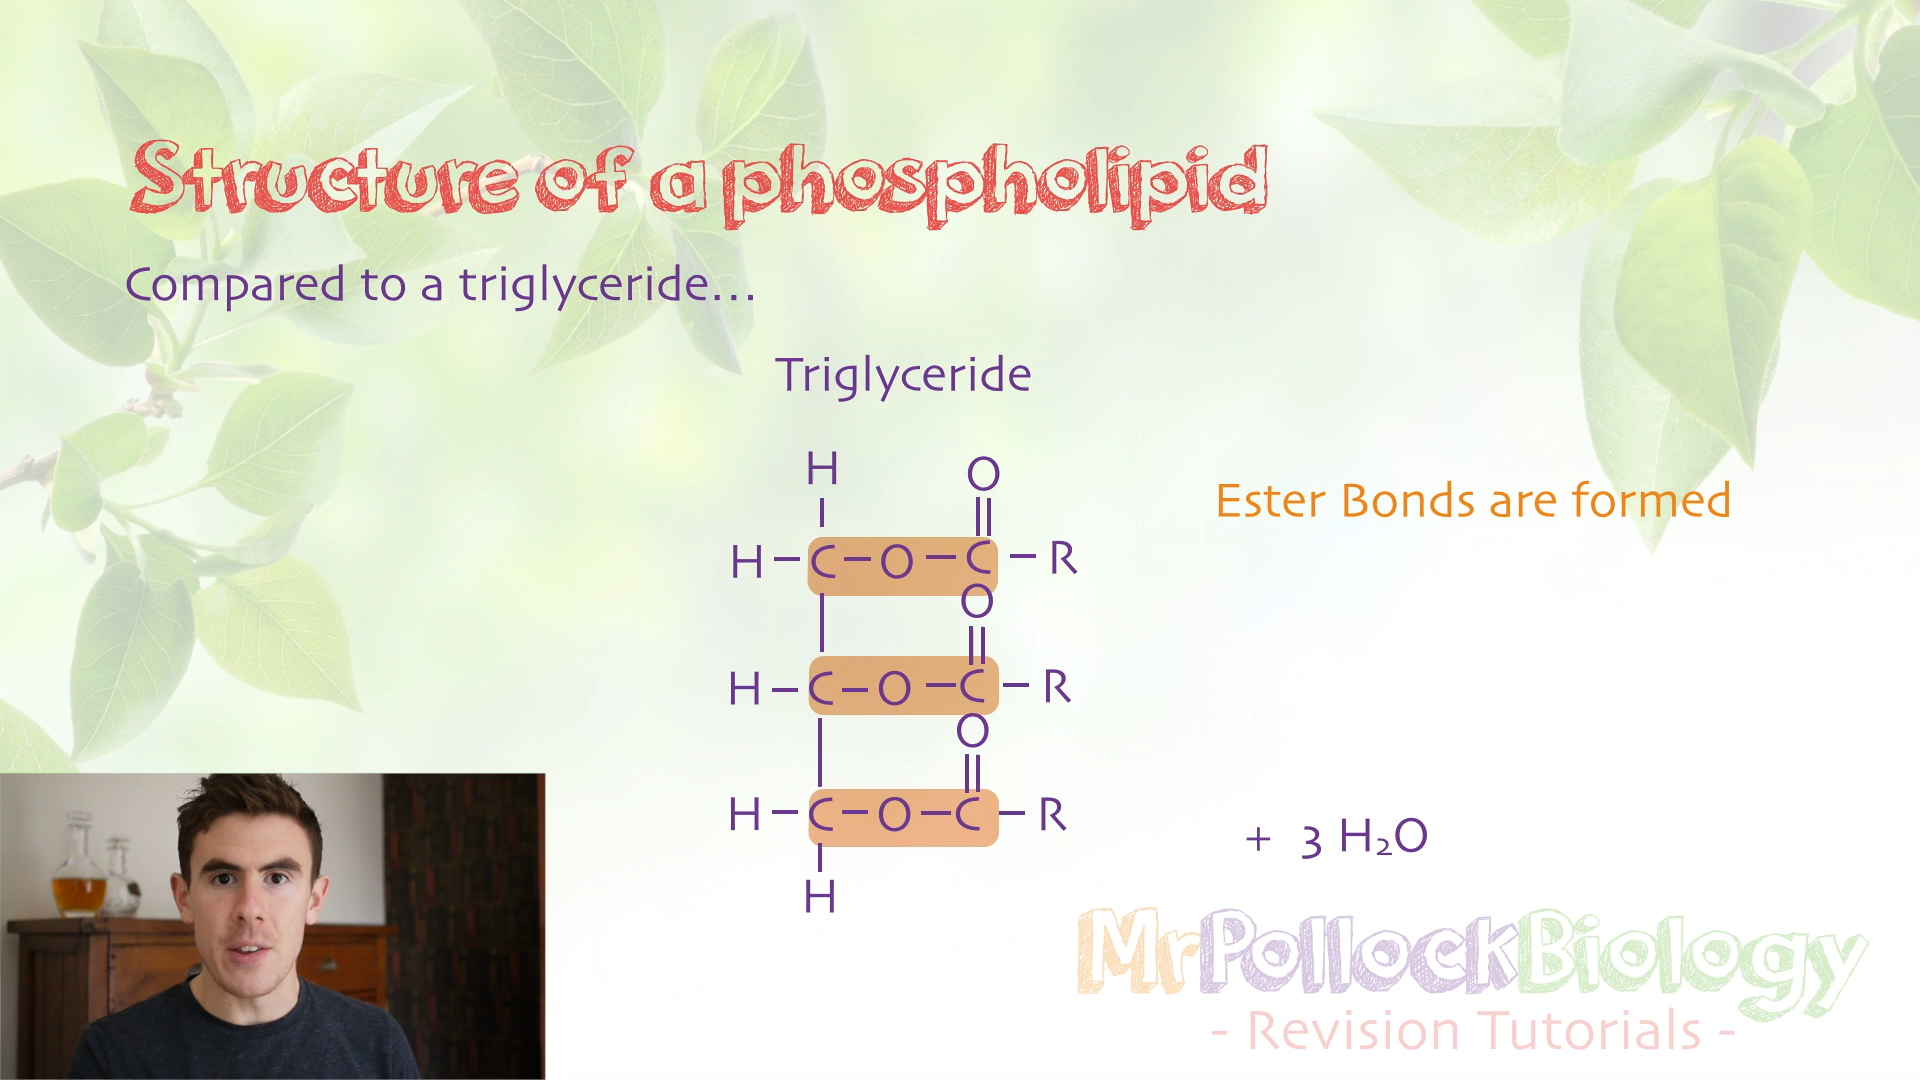 Structure of a phospholipid
Compared to a triglyceride...
Triglyceride
H O
Ester Bonds are formed
H – C – O – C – R
O
H – C – O – C – R
O
H – C – O – C – R
+ 3 H₂O
H
MrPollockBiology
- Revision Tutorials -